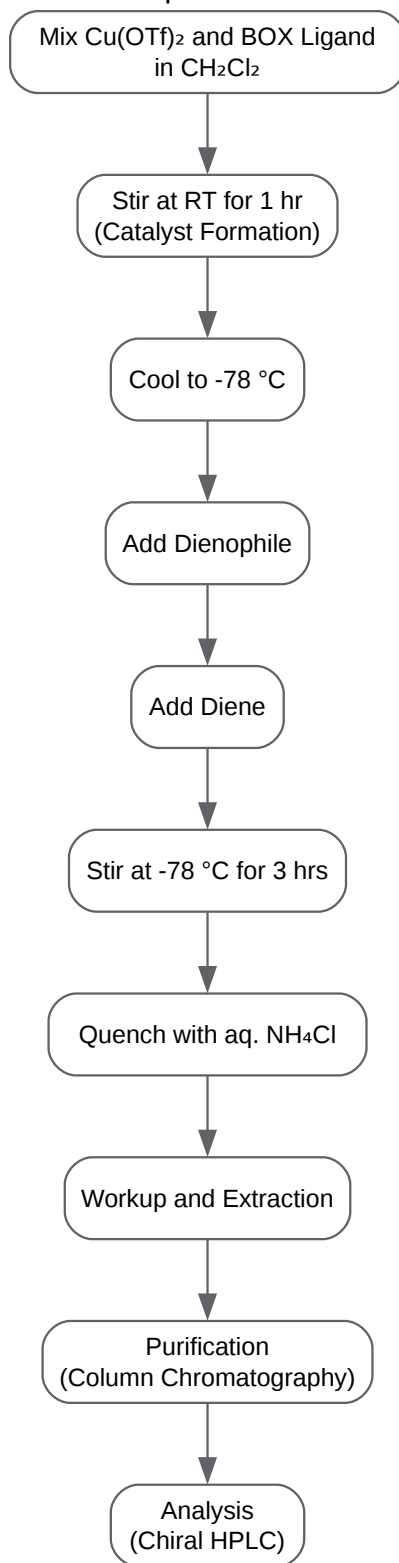 Mix Cu(OTf)₂ and BOX Ligand
in CH₂Cl₂
Stir at RT for 1 hr
(Catalyst Formation)
Cool to -78 °C
Add Dienophile
Add Diene
Stir at -78 °C for 3 hrs
Quench with aq. NH₄Cl
Workup and Extraction
Purification
(Column Chromatography)
Analysis
(Chiral HPLC)